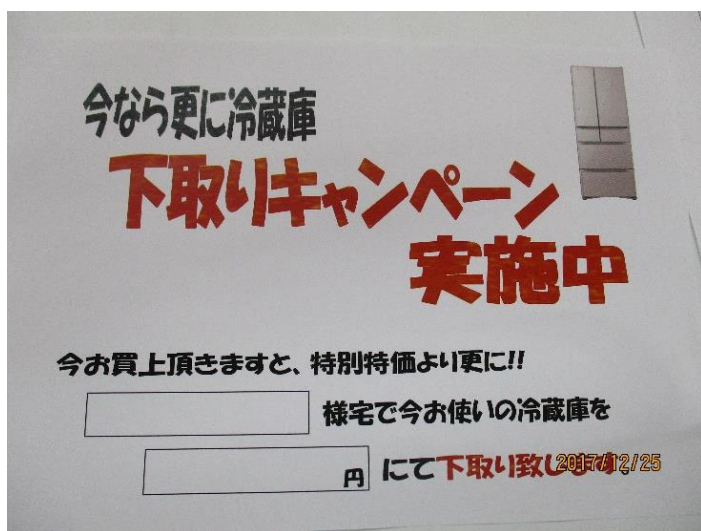 今なら更に冷蔵庫
下取りキャンペーン
実施中
今お買上頂きますと、特別特価より更に!!
様宅で今お使いの冷蔵庫を
円 にて下取り致します。
2017/12/25